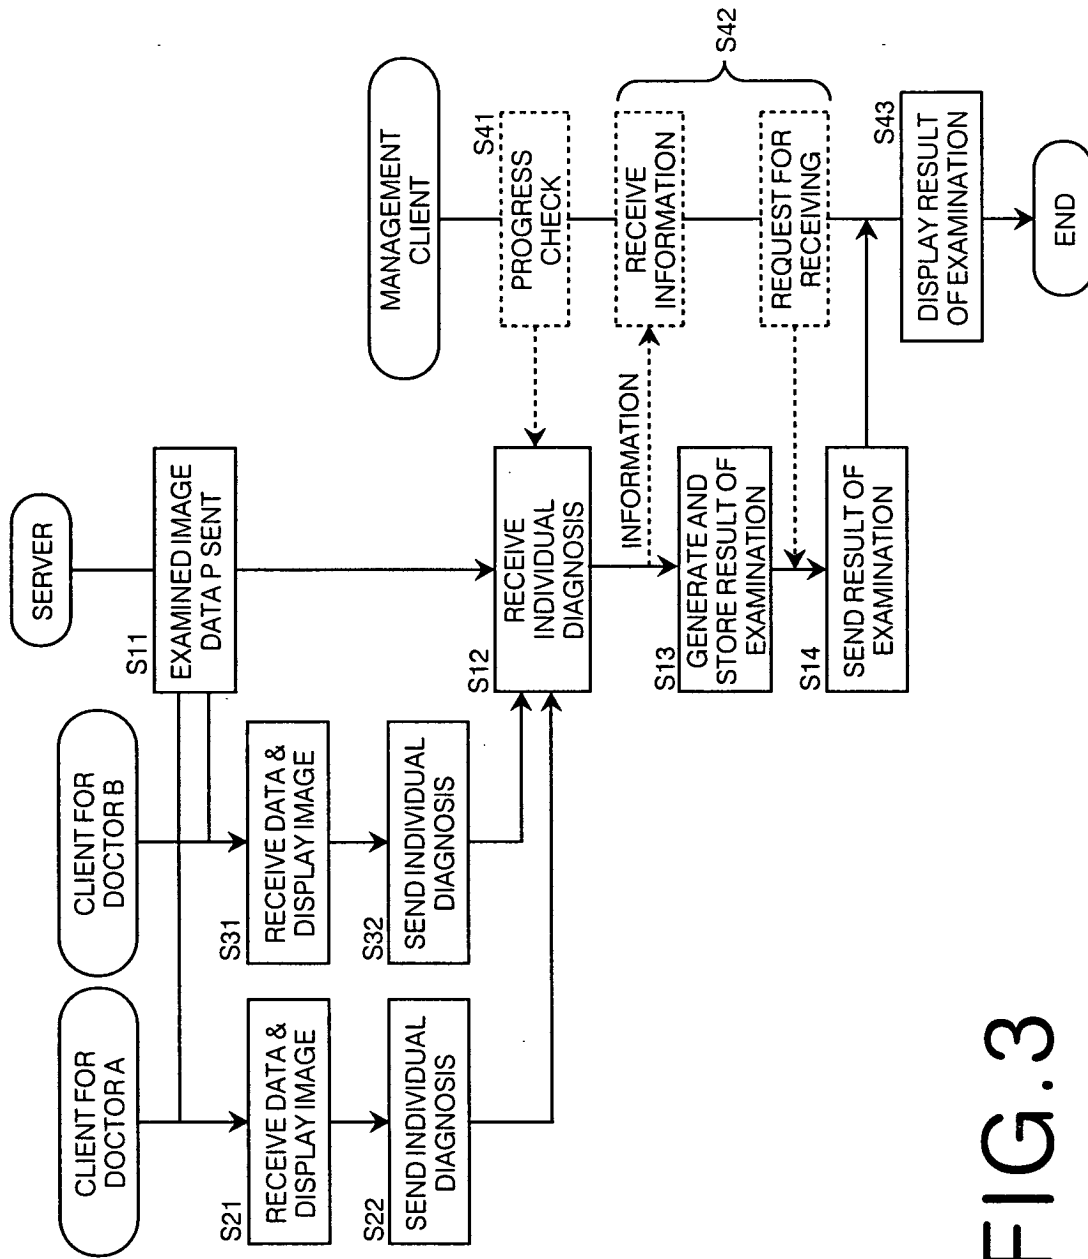 CLIENT FOR
DOCTOR A
S21
RECEIVE DATA &
DISPLAY IMAGE
S22
SEND INDIVIDUAL
DIAGNOSIS
CLIENT FOR
DOCTOR B
S31
RECEIVE DATA &
DISPLAY IMAGE
S32
SEND INDIVIDUAL
DIAGNOSIS
SERVER
S11
EXAMINED IMAGE
DATA P SENT
S12
RECEIVE
INDIVIDUAL
DIAGNOSIS
INFORMATION
S13
GENERATE AND
STORE RESULT OF
EXAMINATION
S14
SEND RESULT OF
EXAMINATION
MANAGEMENT
CLIENT
S41
PROGRESS
CHECK
RECEIVE
INFORMATION
S42
REQUEST FOR
RECEIVING
S43
DISPLAY RESULT
OF EXAMINATION
END
FIG.3